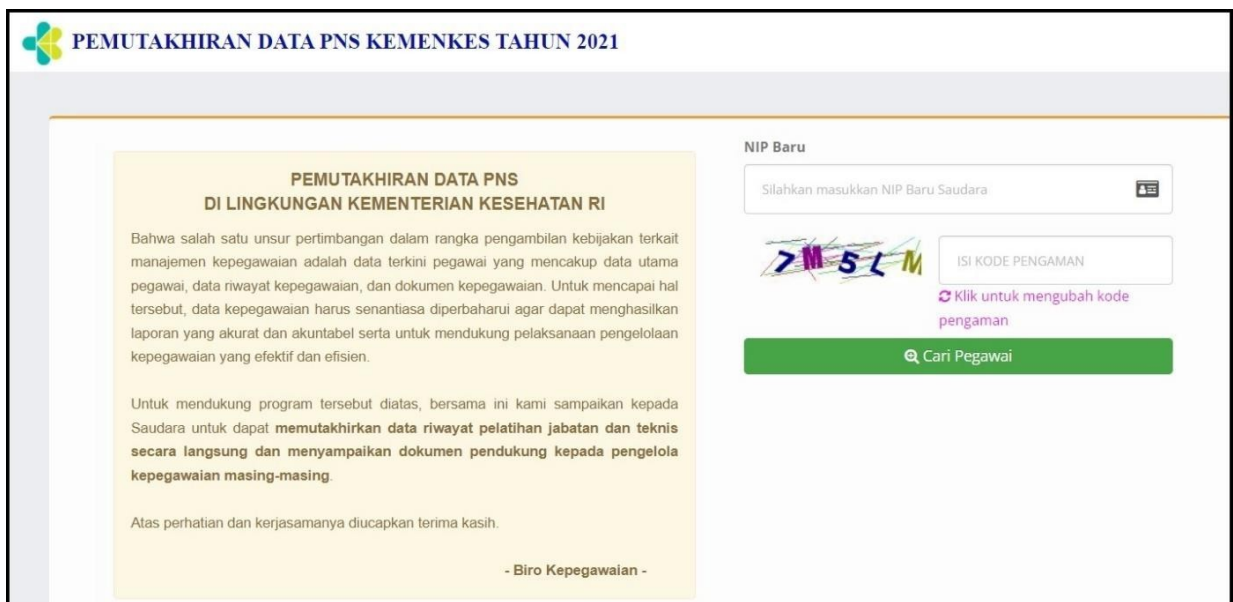 PEMUTAKHIRAN DATA PNS KEMENKES TAHUN 2021
PEMUTAKHIRAN DATA PNS
DI LINGKUNGAN KEMENTERIAN KESEHATAN RI
Bahwa salah satu unsur pertimbangan dalam rangka pengambilan kebijakan terkait
manajemen kepegawaian adalah data terkini pegawai yang mencakup data utama
pegawai, data riwayat kepegawaian, dan dokumen kepegawaian. Untuk mencapai hal
tersebut, data kepegawaian harus senantiasa diperbaharui agar dapat menghasilkan
laporan yang akurat dan akuntabel serta untuk mendukung pelaksanaan pengelolaan
kepegawaian yang efektif dan efisien.
Untuk mendukung program tersebut diatas, bersama ini kami sampaikan kepada
Saudara untuk dapat memutakhirkan data riwayat pelatihan jabatan dan teknis
secara langsung dan menyampaikan dokumen pendukung kepada pengelola
kepegawaian masing-masing.
Atas perhatian dan kerjasamanya diucapkan terima kasih.
- Biro Kepegawaian -
NIP Baru
Silahkan masukkan NIP Baru Saudara
7M5LM
ISI KODE PENGAMAN
Klik untuk mengubah kode
pengaman
Cari Pegawai